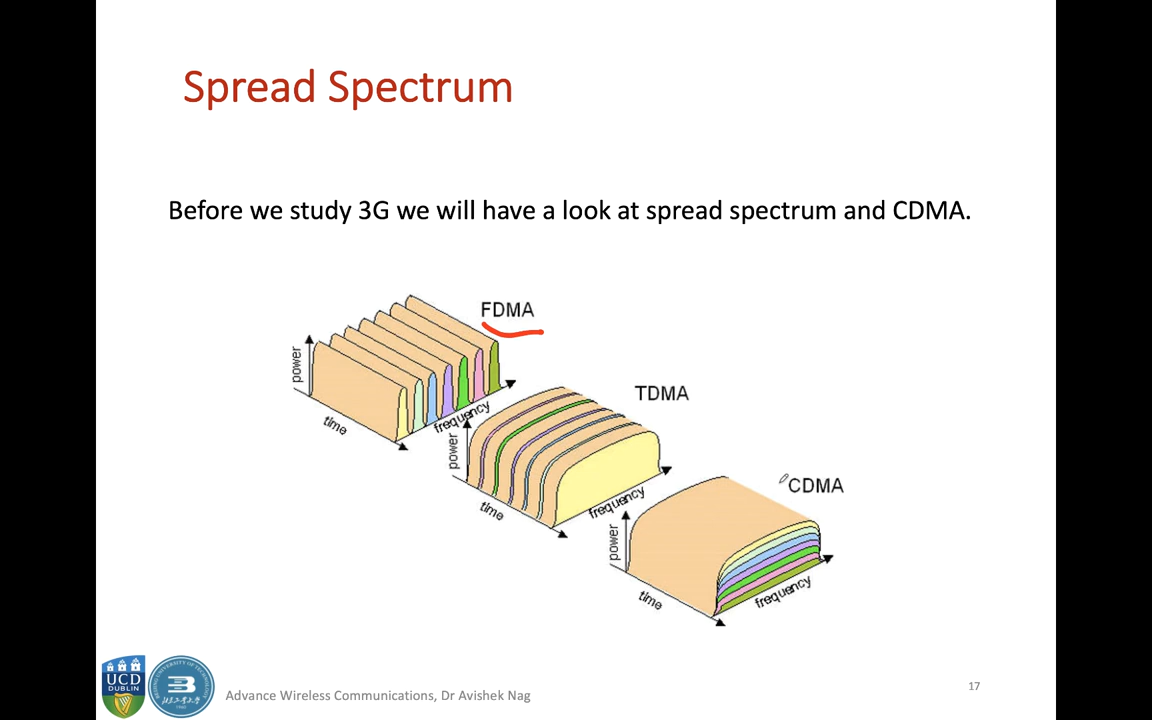 Spread Spectrum
Before we study 3G we will have a look at spread spectrum and CDMA.
FDMA
power
time
frequency
TDMA
power
time
frequency
CDMA
power
time
frequency
UCD
DUBLIN
Advance Wireless Communications, Dr Avishek Nag
17